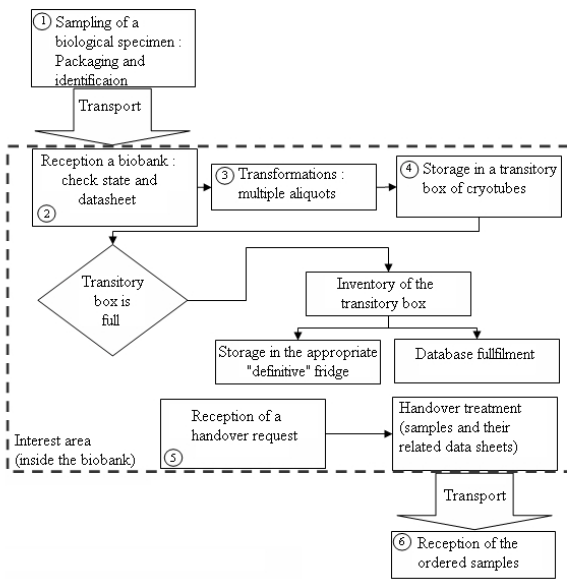 ① Sampling of a
biological specimen :
Packaging and
identificaion
Transport
Reception a biobank :
check state and
datasheet
②
③ Transformations :
multiple aliquots
④ Storage in a transitory
box of cryotubes
Transitory
box is
full
Inventory of the
transitory box
Storage in the appropriate
"definitive" fridge
Database fullfilment
Reception of a
handover request
⑤
Handover treatment
(samples and their
related data sheets)
Interest area
(inside the biobank)
Transport
⑥ Reception of the
ordered samples